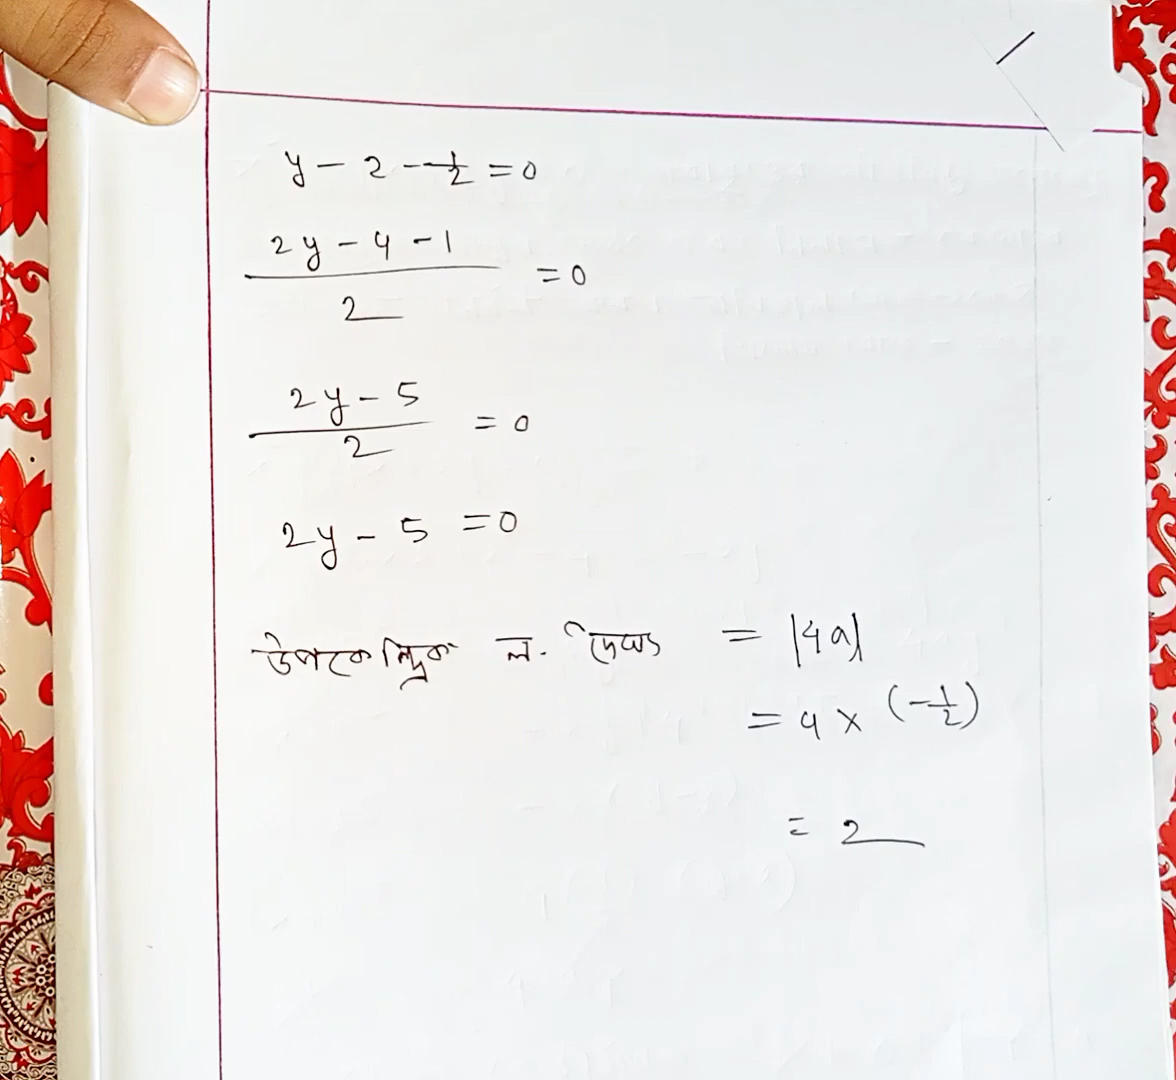 y - 2 - 1/2 = 0
2y - 4 - 1 / 2 = 0
2y - 5 / 2 = 0
2y - 5 = 0
উপকেন্দ্রিক ল. দৈর্ঘ্য = |4a|
= 4 × (-1/2)
= 2